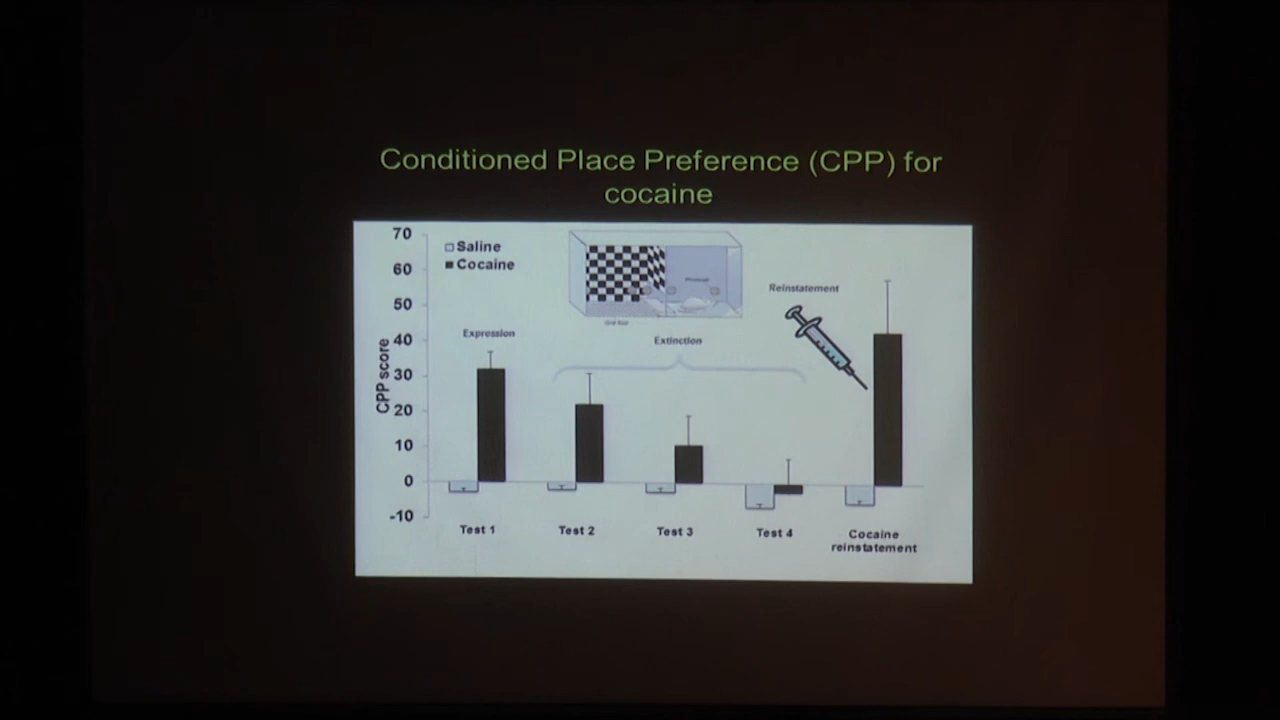 Conditioned Place Preference (CPP) for
cocaine
70
60
50
40
30
20
10
0
-10
CPP score
Saline
Cocaine
Expression
Extinction
Reinstatement
Test 1
Test 2
Test 3
Test 4
Cocaine
reinstatement